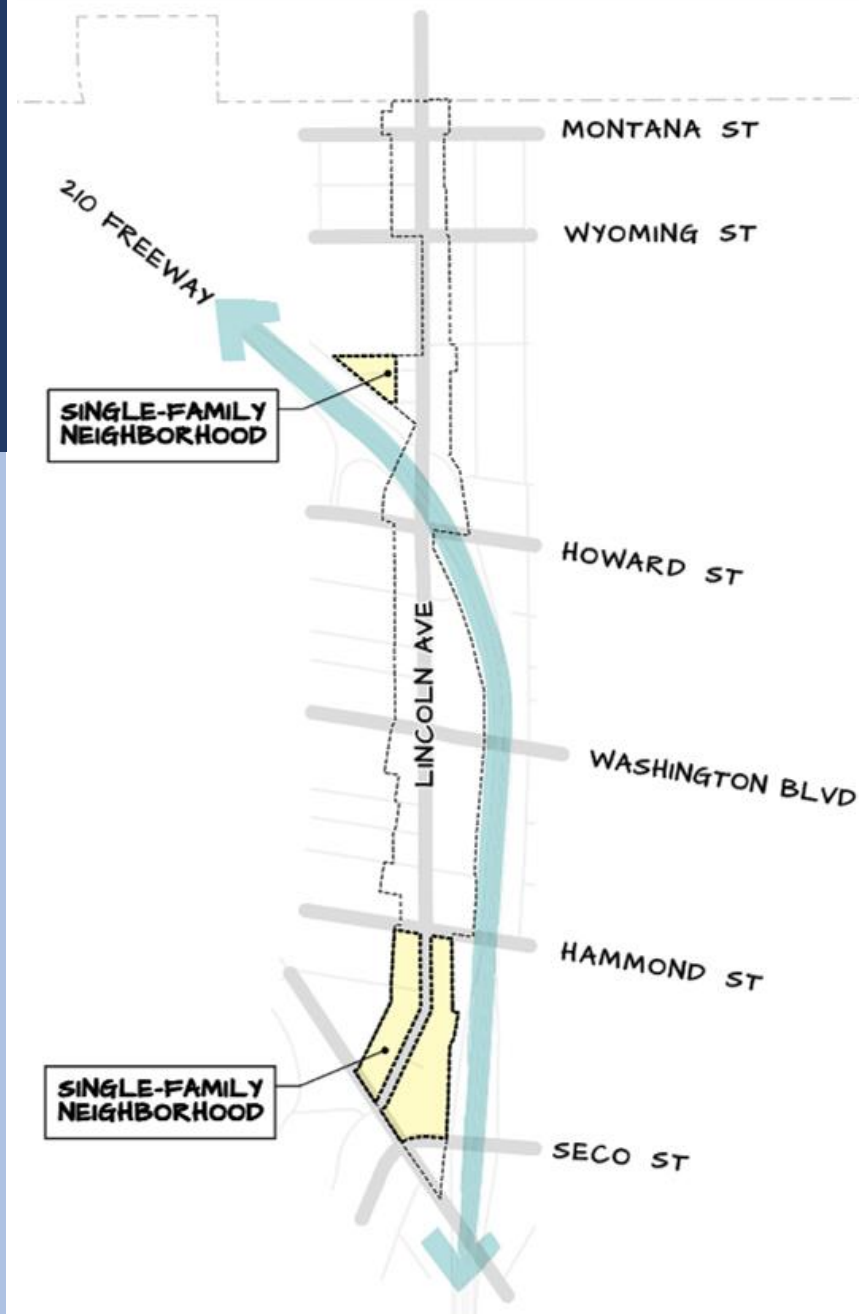 MONTANA ST
WYOMING ST
210 FREEWAY
SINGLE-FAMILY
NEIGHBORHOOD
HOWARD ST
LINCOLN AVE
WASHINGTON BLVD
HAMMOND ST
SINGLE-FAMILY
NEIGHBORHOOD
SECO ST